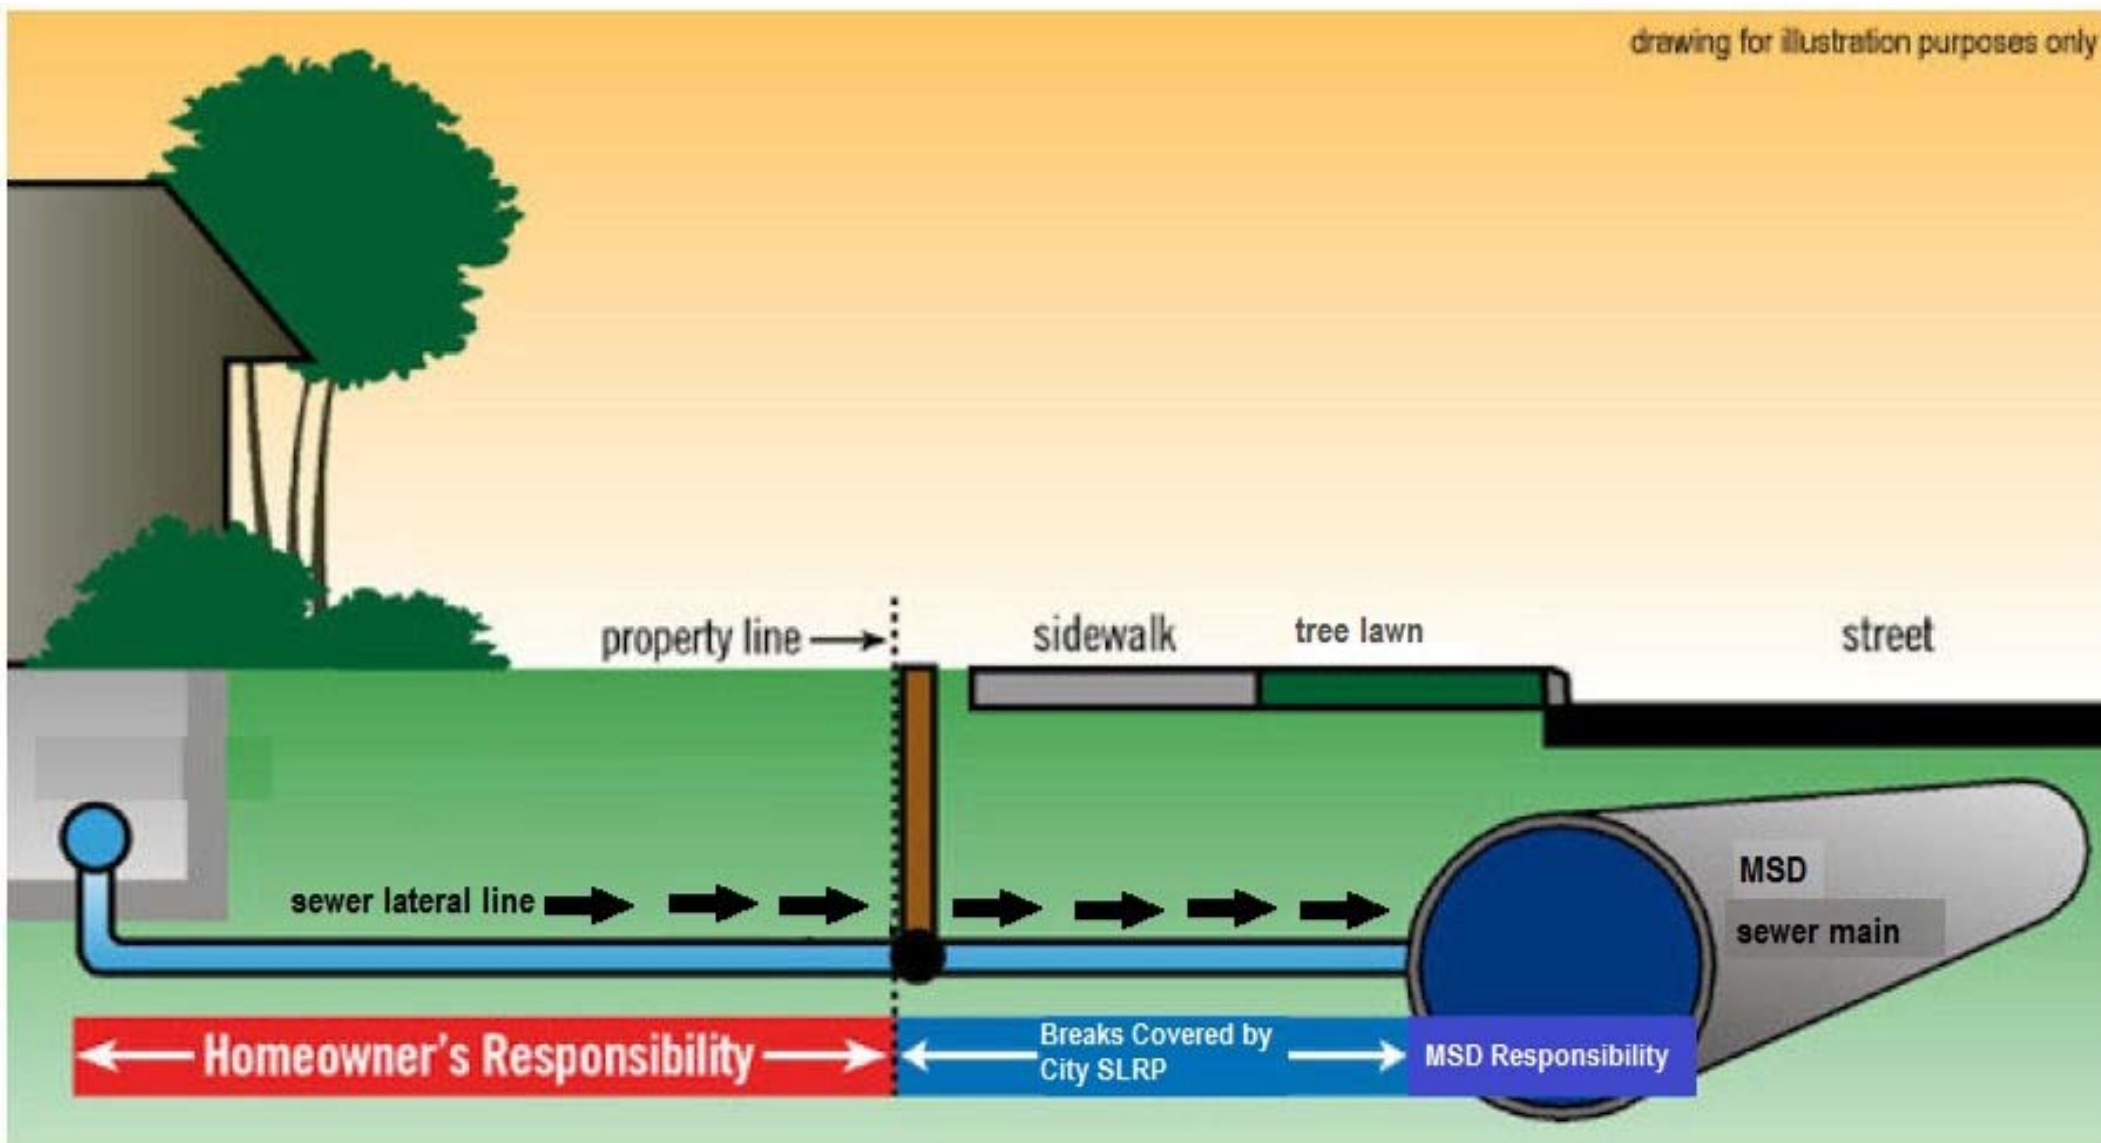 drawing for illustration purposes only
property line
sidewalk
tree lawn
street
sewer lateral line
MSD
sewer main
Homeowner's Responsibility
Breaks Covered by
City SLRP
MSD Responsibility